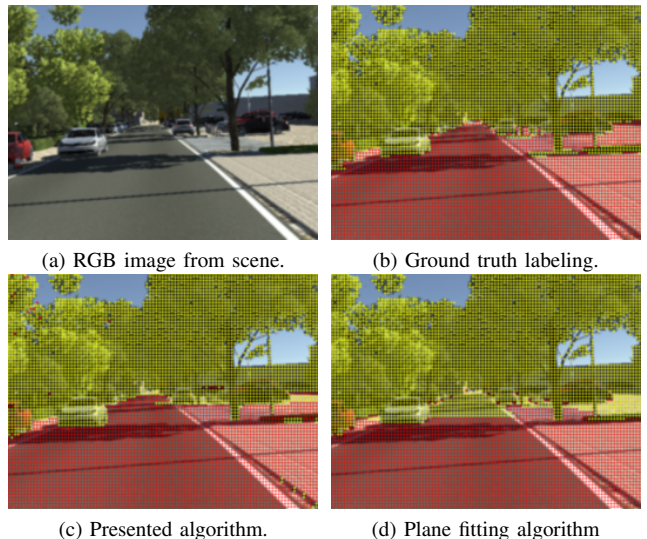 (a) RGB image from scene.
(b) Ground truth labeling.
(c) Presented algorithm.
(d) Plane fitting algorithm